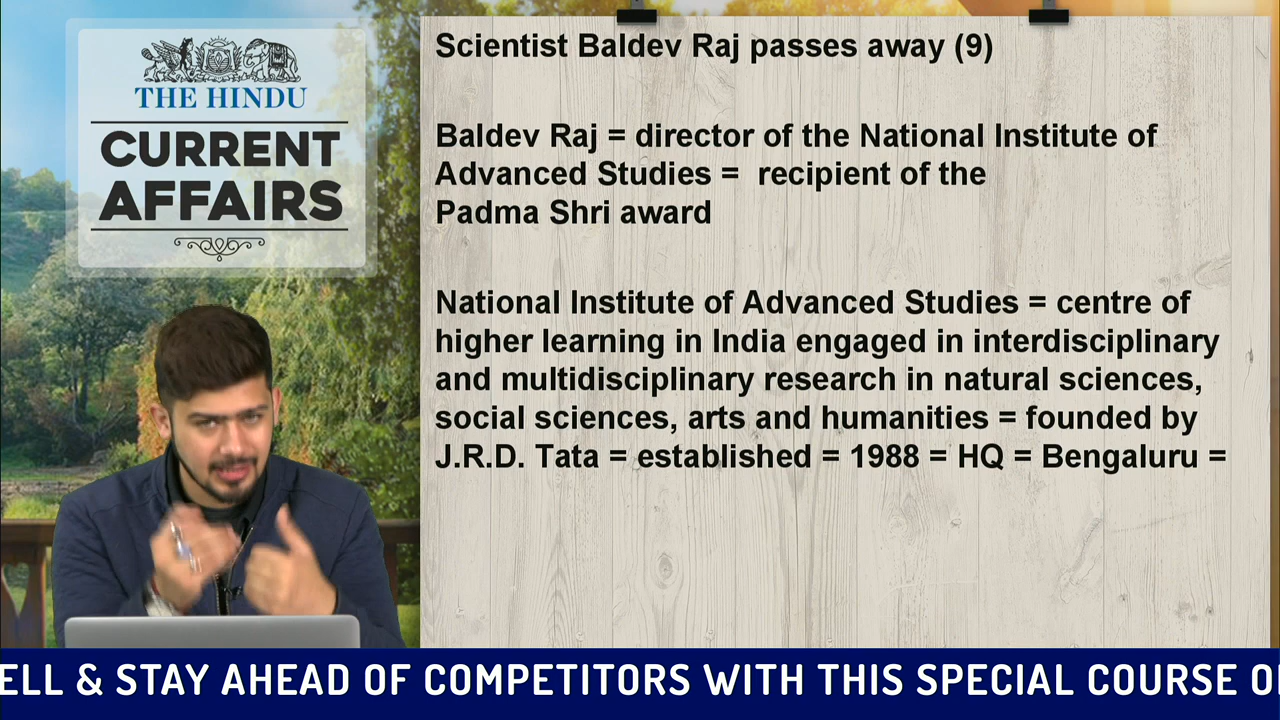 THE HINDU
CURRENT
AFFAIRS
Scientist Baldev Raj passes away (9)
Baldev Raj = director of the National Institute of
Advanced Studies =  recipient of the
Padma Shri award
National Institute of Advanced Studies = centre of
higher learning in India engaged in interdisciplinary
and multidisciplinary research in natural sciences,
social sciences, arts and humanities = founded by
J.R.D. Tata = established = 1988 = HQ = Bengaluru =
& STAY AHEAD OF COMPETITORS WITH THIS SPECIAL COURSE